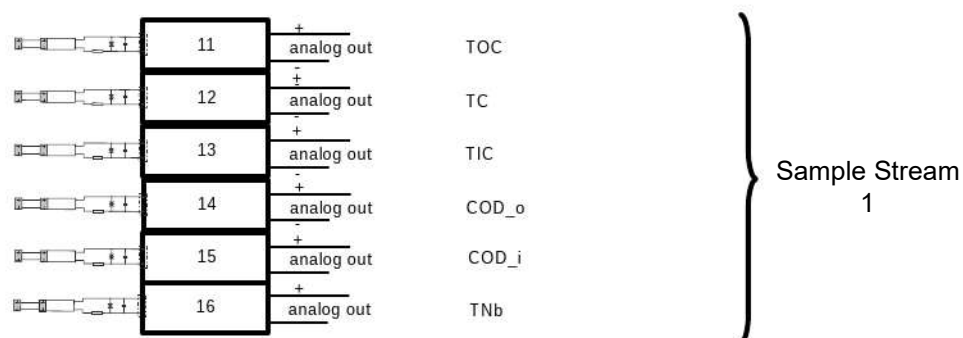 +
11 analog out TOC
-
+
12 analog out TC
-
+
13 analog out TIC
-
+
14 analog out COD_o
-
+
15 analog out COD_i
+
16 analog out TNb
Sample Stream
1